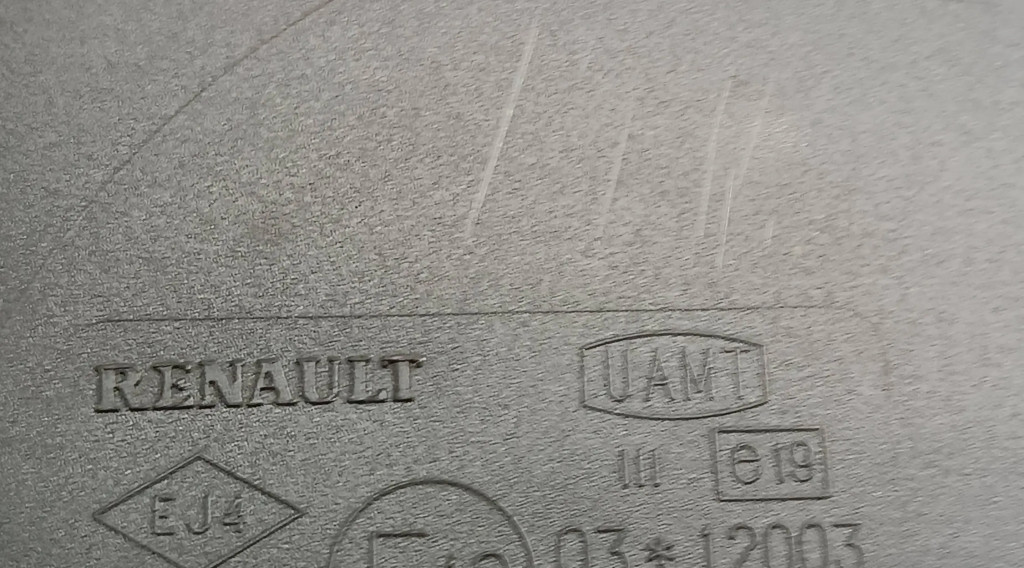 RENAULT UAMT
III e19
EJ4
03*12003